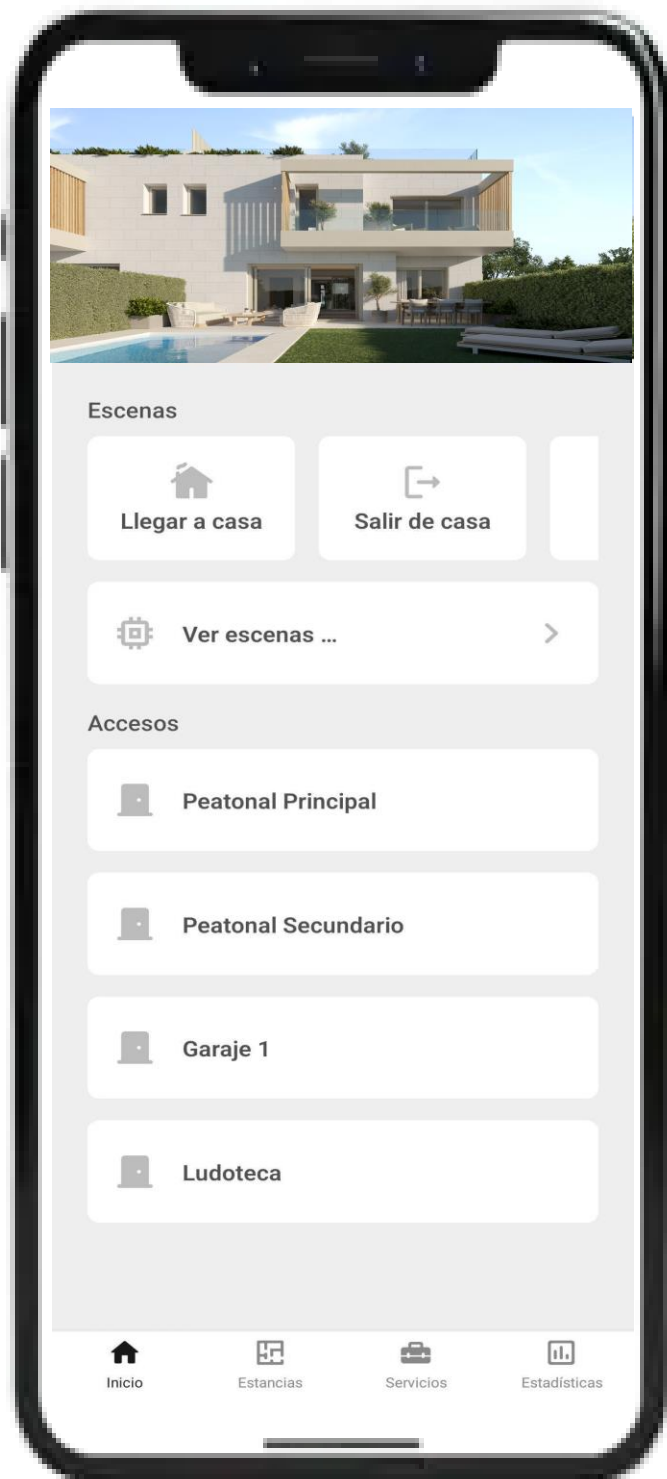 Escenas
Llegar a casa
Salir de casa
Ver escenas ...
Accesos
Peatonal Principal
Peatonal Secundario
Garaje 1
Ludoteca
Inicio
Estancias
Servicios
Estadísticas